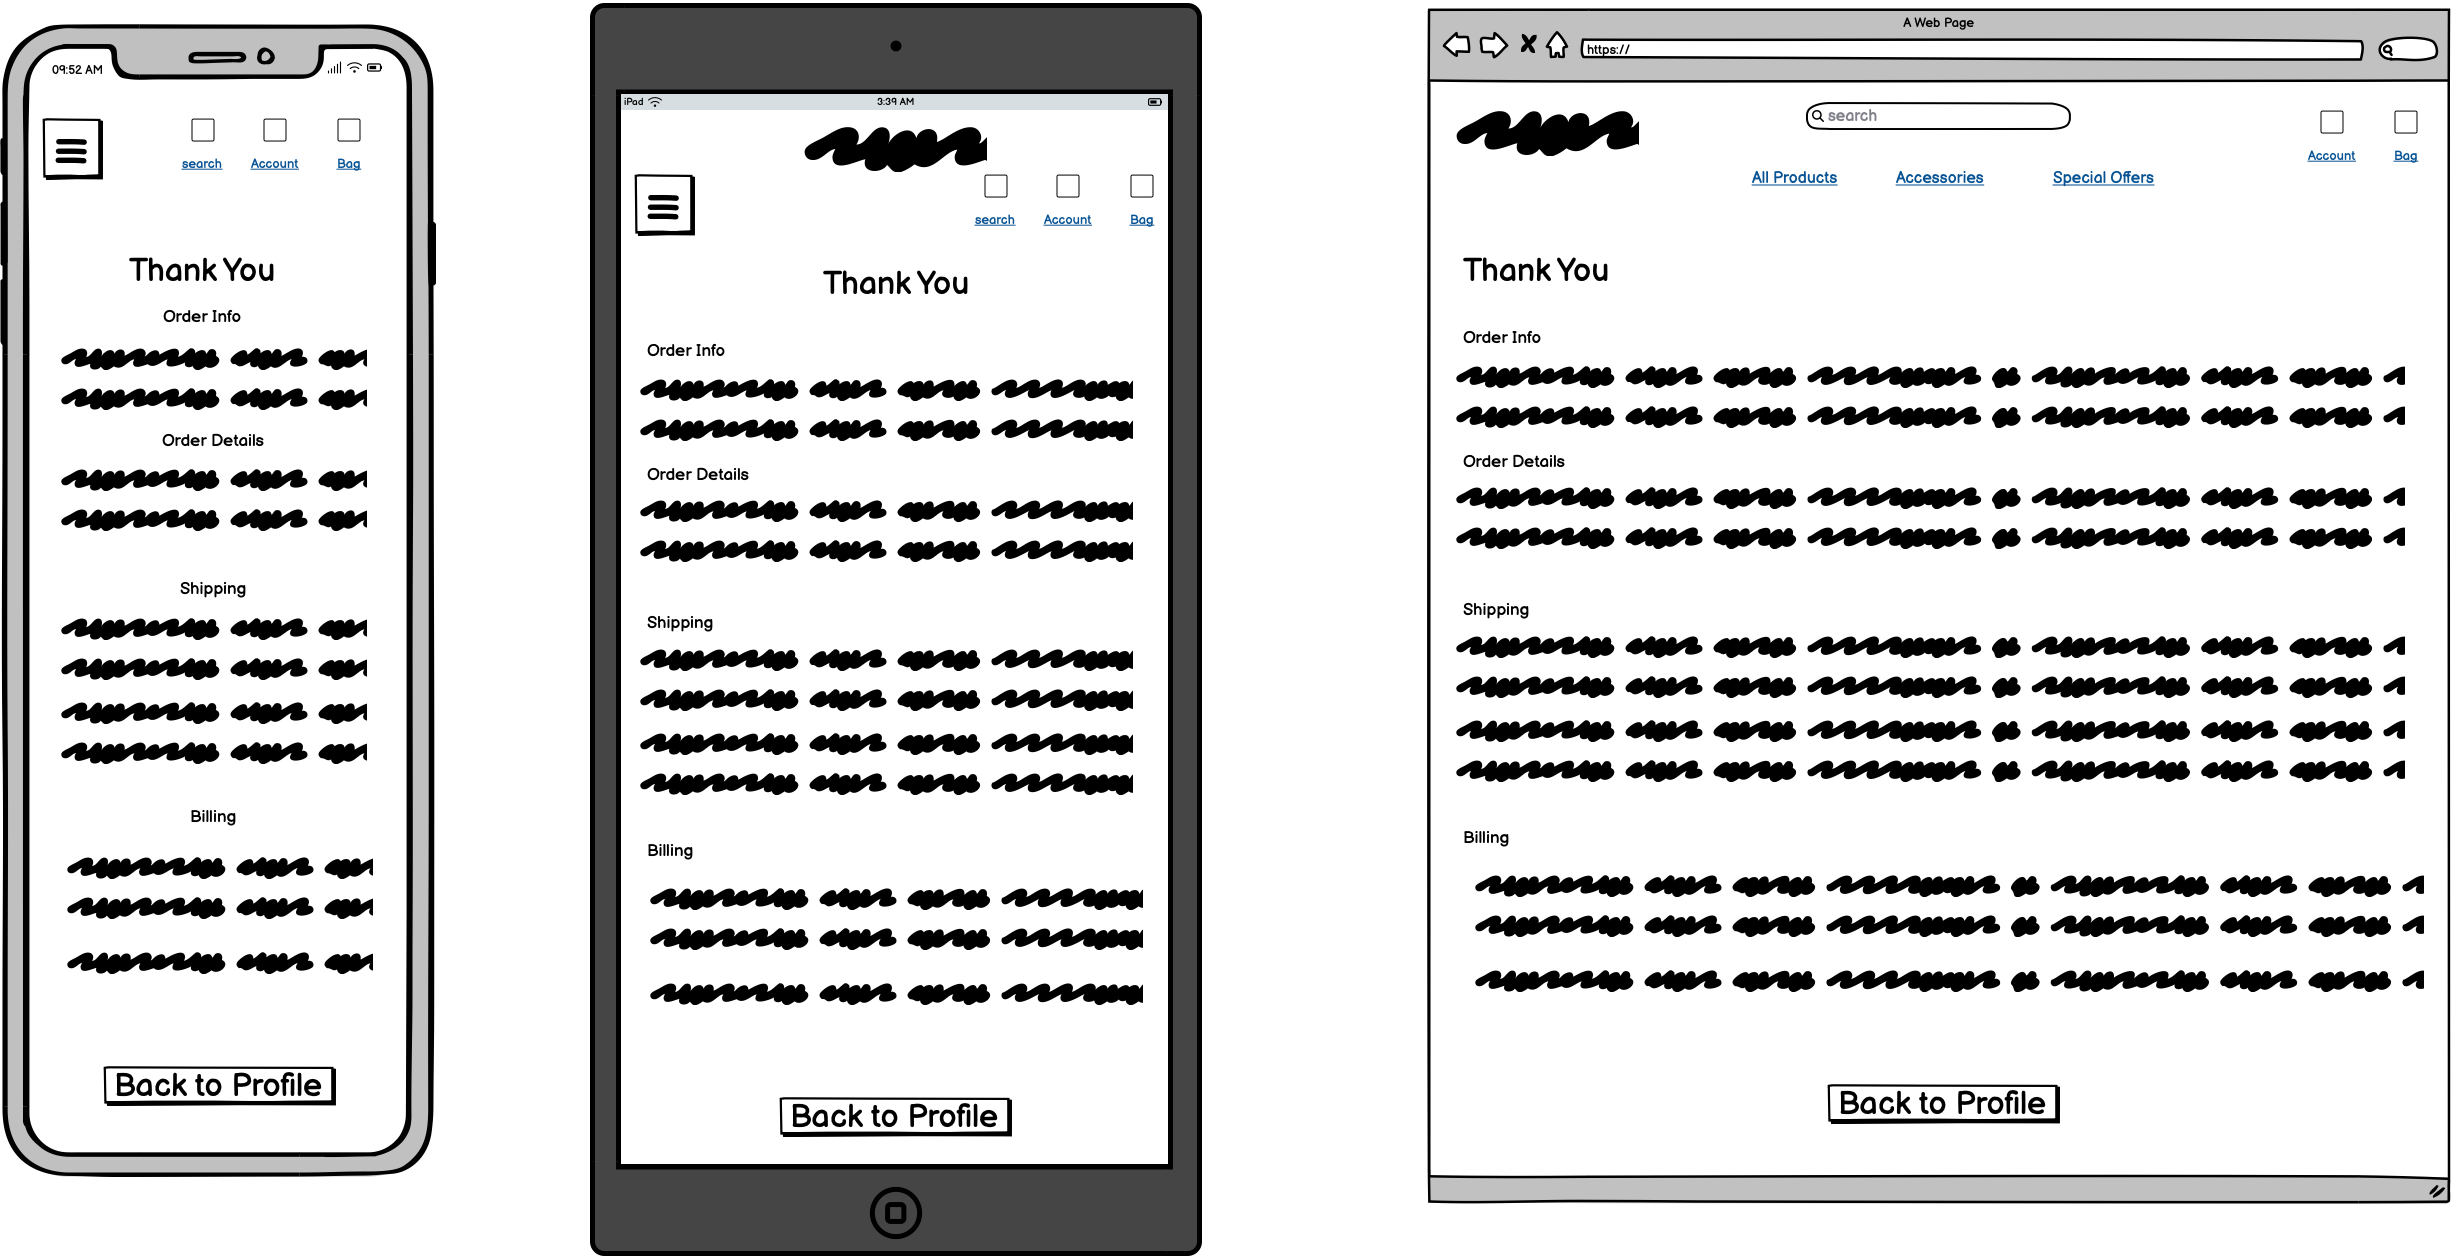 09:52 AM
search Account Bag
Thank You
Order Info
Order Details
Shipping
Billing
Back to Profile
iPad 3:39 AM
search Account Bag
Thank You
Order Info
Order Details
Shipping
Billing
Back to Profile
A Web Page
https://
search
Account Bag
All Products Accessories Special Offers
Thank You
Order Info
Order Details
Shipping
Billing
Back to Profile